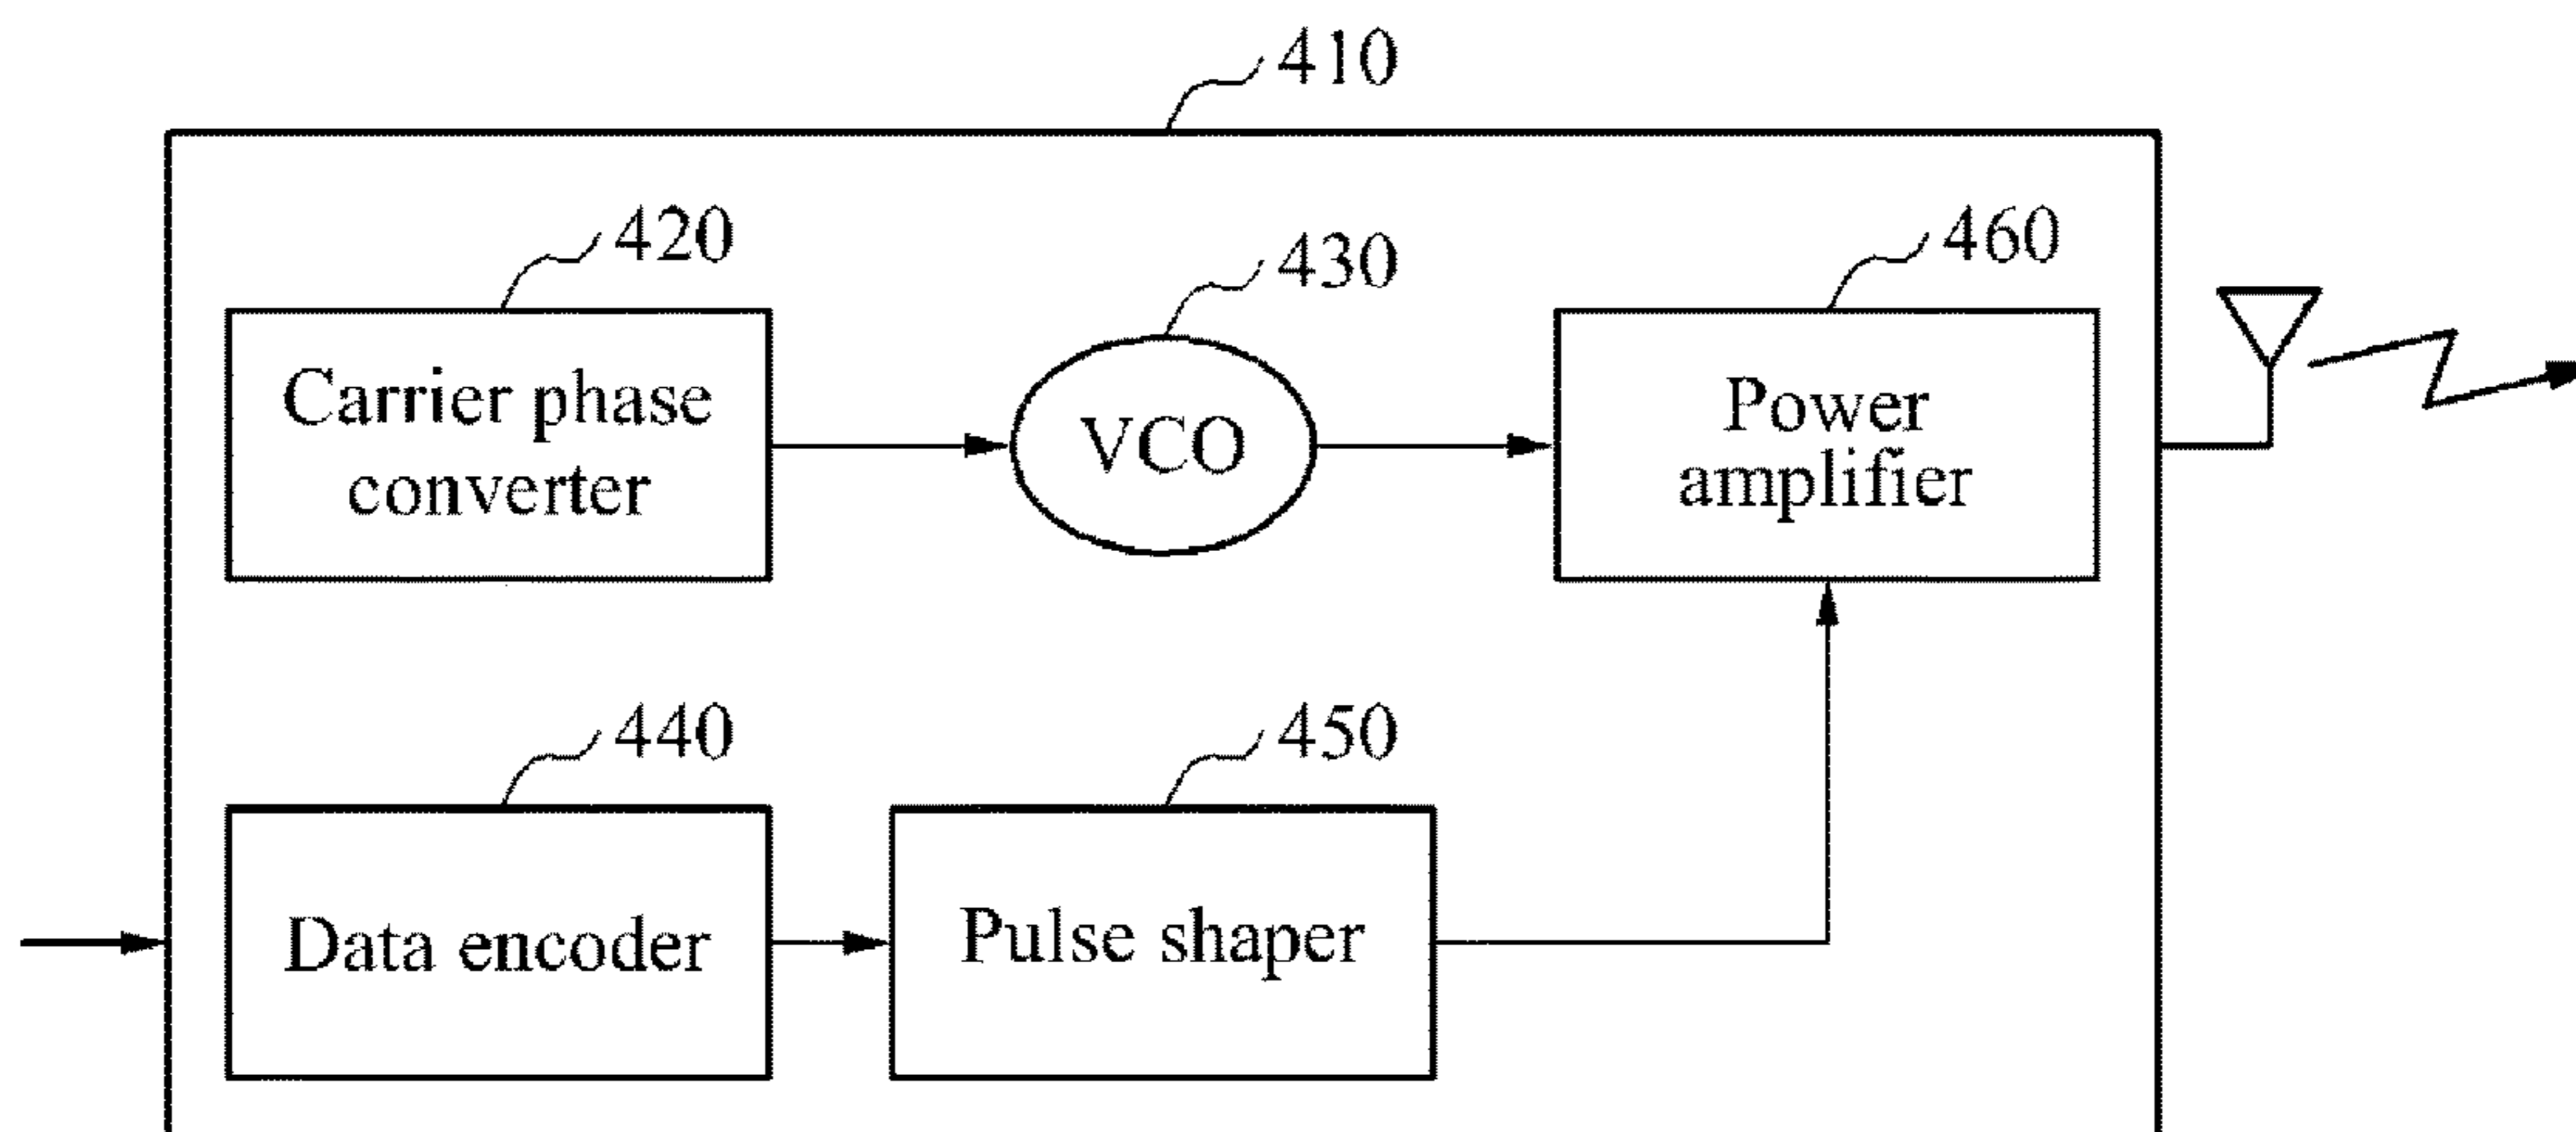 410
420
430
460
Carrier phase
converter
VCO
Power
amplifier
440
450
Data encoder
Pulse shaper